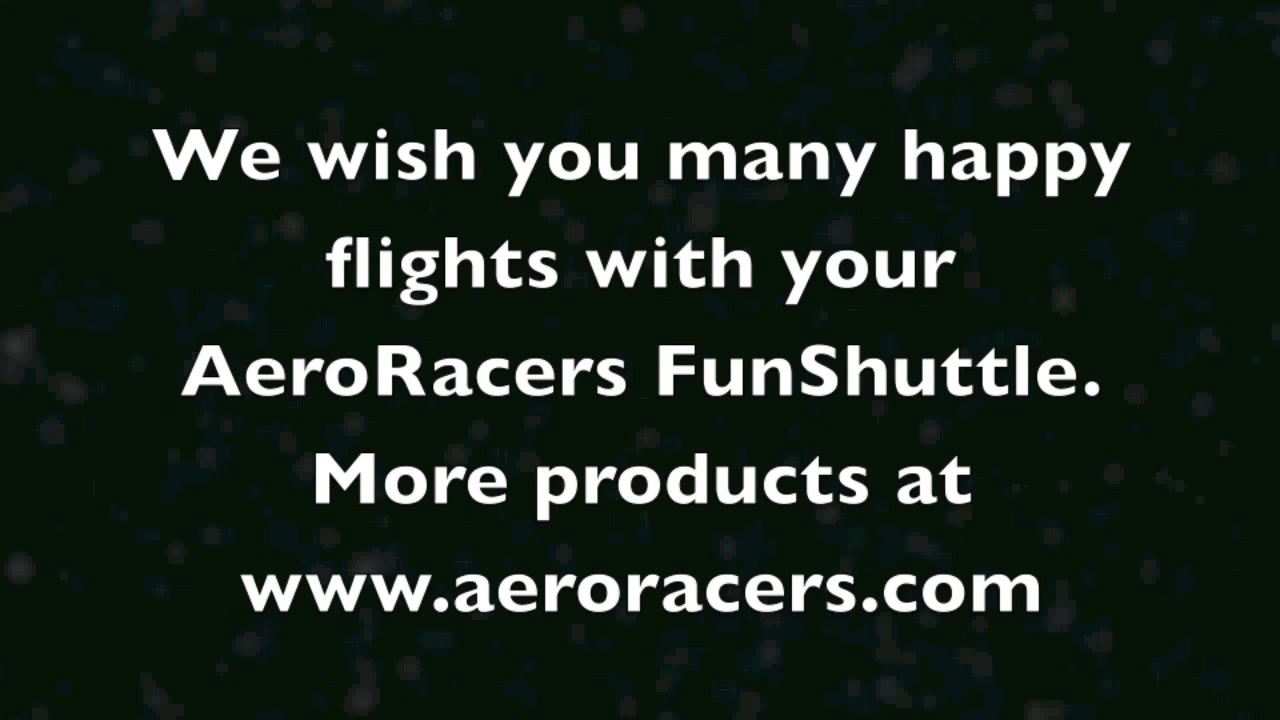 We wish you many happy
flights with your
AeroRacers FunShuttle.
More products at
www.aeroracers.com